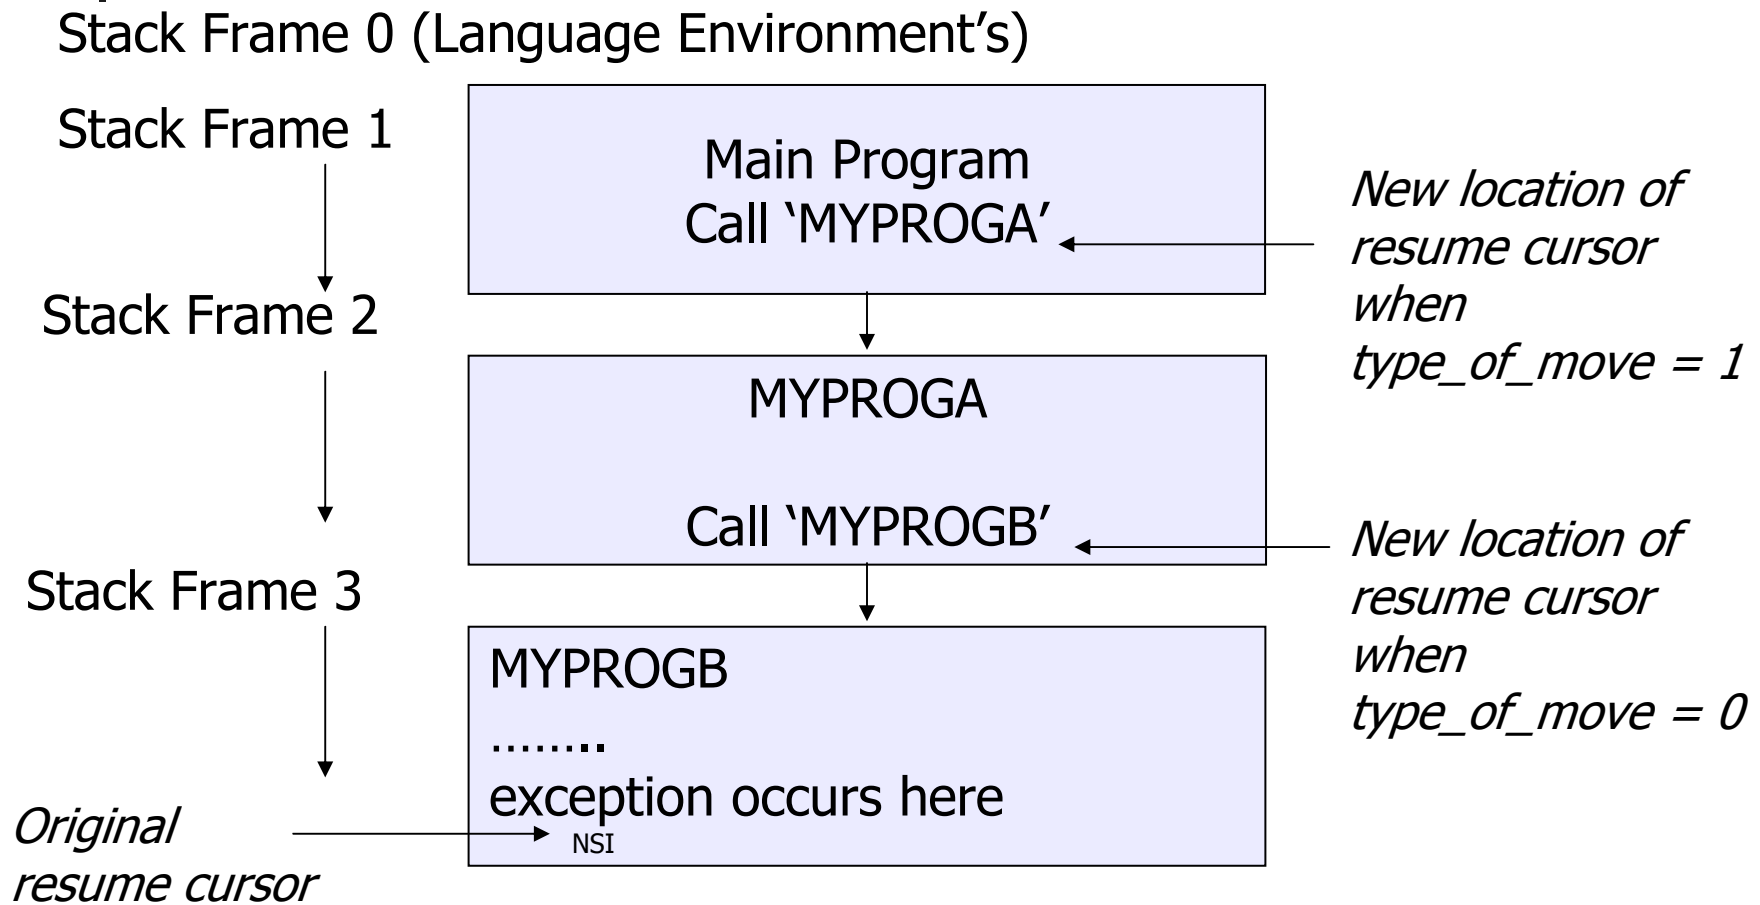 Stack Frame 0 (Language Environment’s)
Stack Frame 1
Main Program
Call ‘MYPROGA’
New location of
resume cursor
when
type_of_move = 1
Stack Frame 2
MYPROGA
Call ‘MYPROGB’
New location of
resume cursor
when
type_of_move = 0
Stack Frame 3
MYPROGB
……..
exception occurs here
NSI
Original
resume cursor